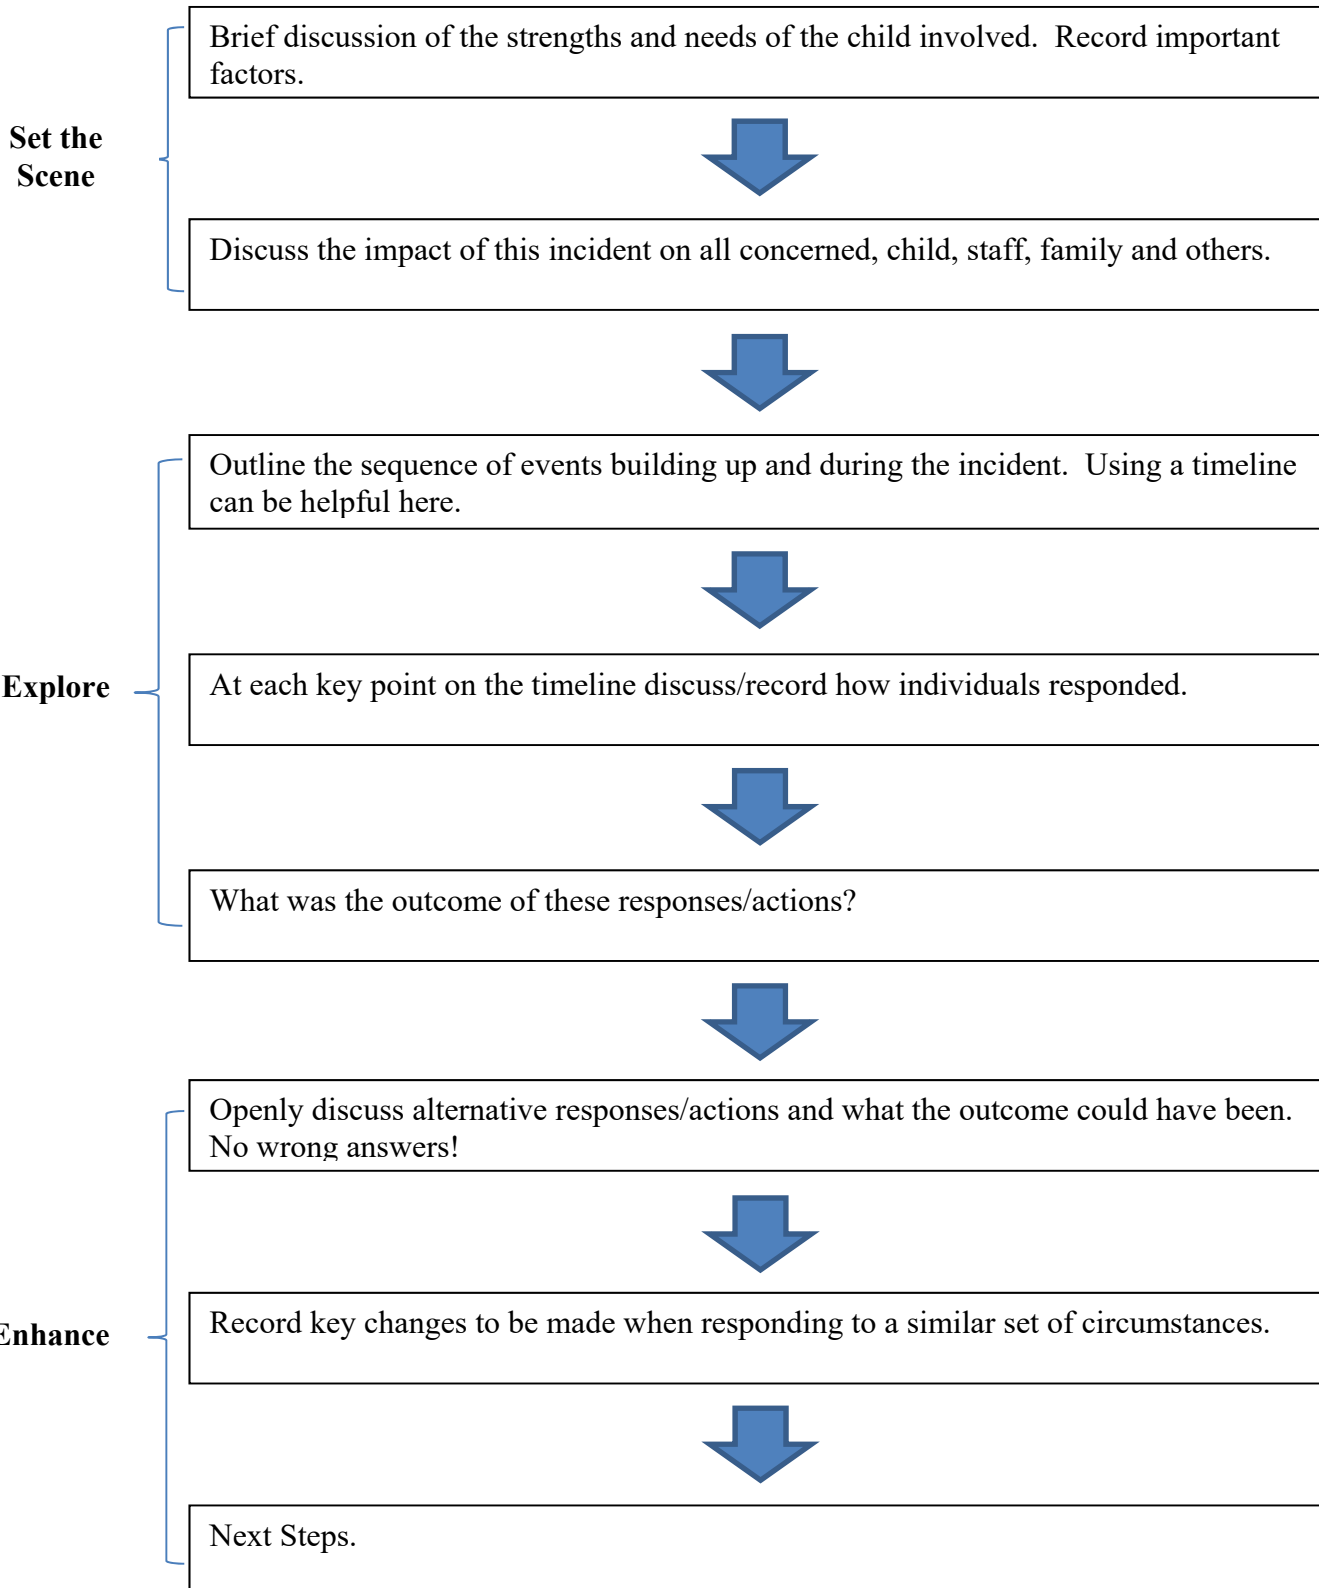 Brief discussion of the strengths and needs of the child involved.  Record important
factors.
Set the
Scene
Discuss the impact of this incident on all concerned, child, staff, family and others.
Outline the sequence of events building up and during the incident.  Using a timeline
can be helpful here.
Explore
At each key point on the timeline discuss/record how individuals responded.
What was the outcome of these responses/actions?
Openly discuss alternative responses/actions and what the outcome could have been.
No wrong answers!
Enhance
Record key changes to be made when responding to a similar set of circumstances.
Next Steps.